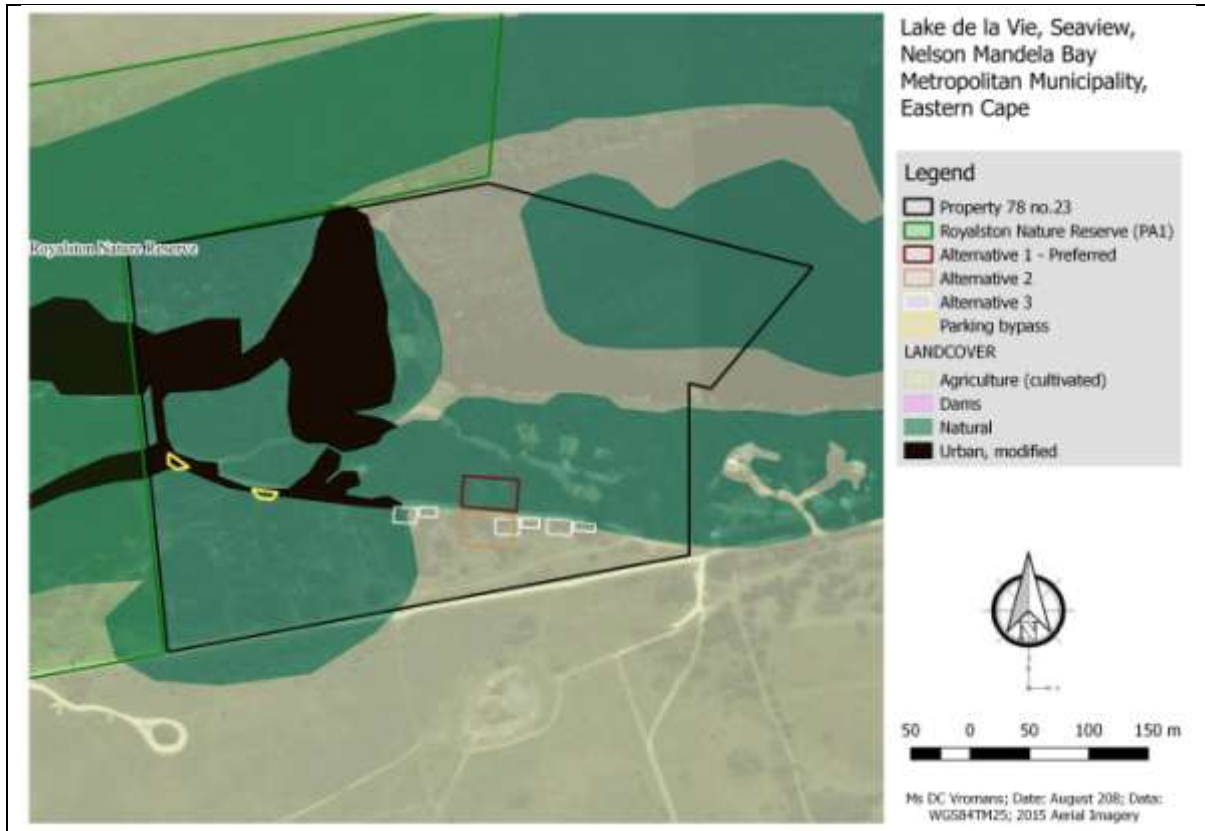 Lake de la Vie, Seaview,
Nelson Mandela Bay
Metropolitan Municipality,
Eastern Cape
Legend
Property 78 no.23
Royalston Nature Reserve (PA1)
Alternative 1 - Preferred
Alternative 2
Alternative 3
Parking bypass
LANDCOVER
Agriculture (cultivated)
Dams
Natural
Urban, modified
Royalston Nature Reserve
N
50 0 50 100 150 m
Ms DC Vromans; Date: August 208; Data:
WGS84TM25; 2015 Aerial Imagery